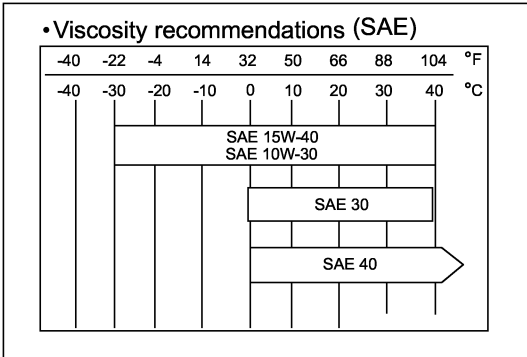 • Viscosity recommendations (SAE)
-40 -22 -4 14 32 50 66 88 104 °F
-40 -30 -20 -10 0 10 20 30 40 °C
SAE 15W-40
SAE 10W-30
SAE 30
SAE 40